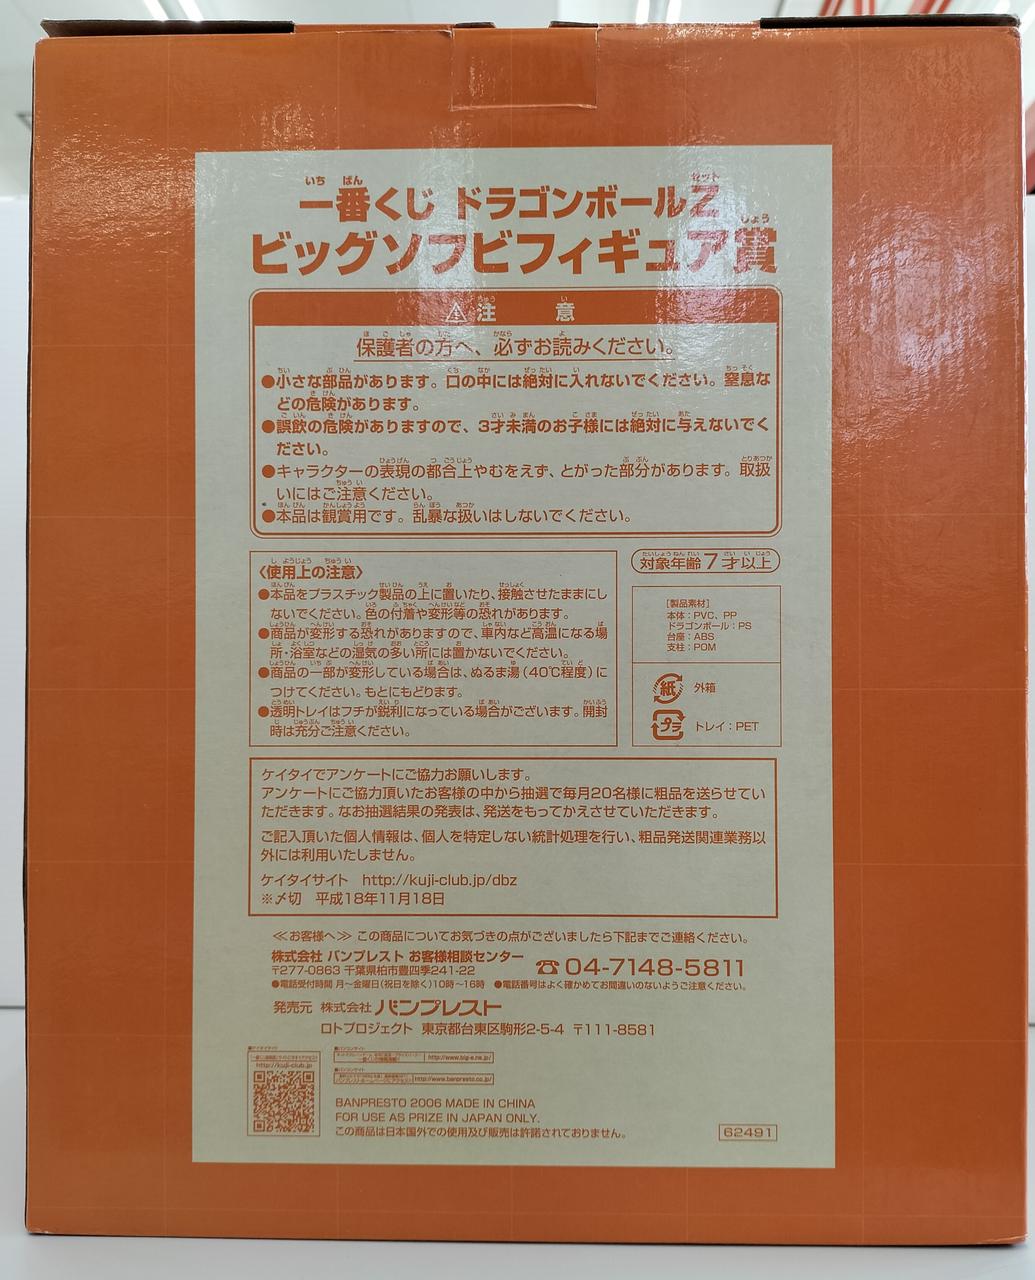 一番くじ ドラゴンボールZ
ビッグソフビフィギュア賞
⚠注 意
保護者の方へ、必ずお読みください。
●小さな部品があります。口の中には絶対に入れないでください。窒息な
どの危険があります。
●誤飲の危険がありますので、3才未満のお子様には絶対に与えないでく
ださい。
●キャラクターの表現の都合上やむをえず、とがった部分があります。取扱
いにはご注意ください。
●本品は観賞用です。乱暴な扱いはしないでください。
〈使用上の注意〉
●本品をプラスチック製品の上に置いたり、接触させたままにし
ないでください。色の付着や変形等の恐れがあります。
●商品が変形する恐れがありますので、車内など高温になる場
所・浴室などの湿気の多い所には置かないでください。
●商品の一部が変形している場合は、ぬるま湯(40℃程度)に
つけてください。もとにもどります。
●透明トレイはフチが鋭利になっている場合がございます。開封
時は充分ご注意ください。
対象年齢7才以上
[製品素材]
本体:PVC、PP
ドラゴンボール:PS
台座:ABS
支柱:POM
紙 外箱
プラ トレイ:PET
ケイタイでアンケートにご協力お願いします。
アンケートにご協力頂いたお客様の中から抽選で毎月20名様に粗品を送らせてい
ただきます。なお抽選結果の発表は、発送をもってかえさせていただきます。
ご記入頂いた個人情報は、個人を特定しない統計処理を行い、粗品発送関連業務以
外には利用いたしません。
ケイタイサイト http://kuji-club.jp/dbz
※〆切 平成18年11月18日
≪お客様へ≫ この商品についてお気づきの点がございましたら下記までご連絡ください。
株式会社 バンプレスト お客様相談センター
〒277-0863 千葉県柏市豊四季241-22
☎04-7148-5811
●電話受付時間 月～金曜日(祝日を除く)10時～16時 ●電話番号はよく確かめてお間違いのないようご注意ください。
発売元 株式会社 バンプレスト
ロトプロジェクト 東京都台東区駒形2-5-4 〒111-8581
http://kuji-club.jp
http://www.big-e.ne.jp/
http://www.banpresto.co.jp/
BANPRESTO 2006 MADE IN CHINA
FOR USE AS PRIZE IN JAPAN ONLY.
この商品は日本国外での使用及び販売は許諾されておりません。
62491